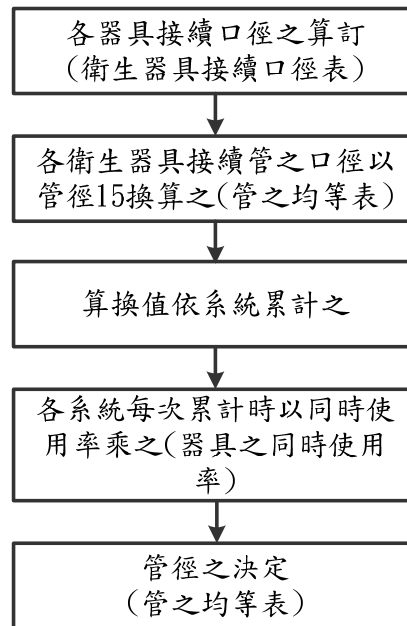 各器具接續口徑之算訂
(衛生器具接續口徑表)
各衛生器具接續管之口徑以
管徑15換算之(管之均等表)
算換值依系統累計之
各系統每次累計時以同時使
用率乘之(器具之同時使用
率)
管徑之決定
(管之均等表)